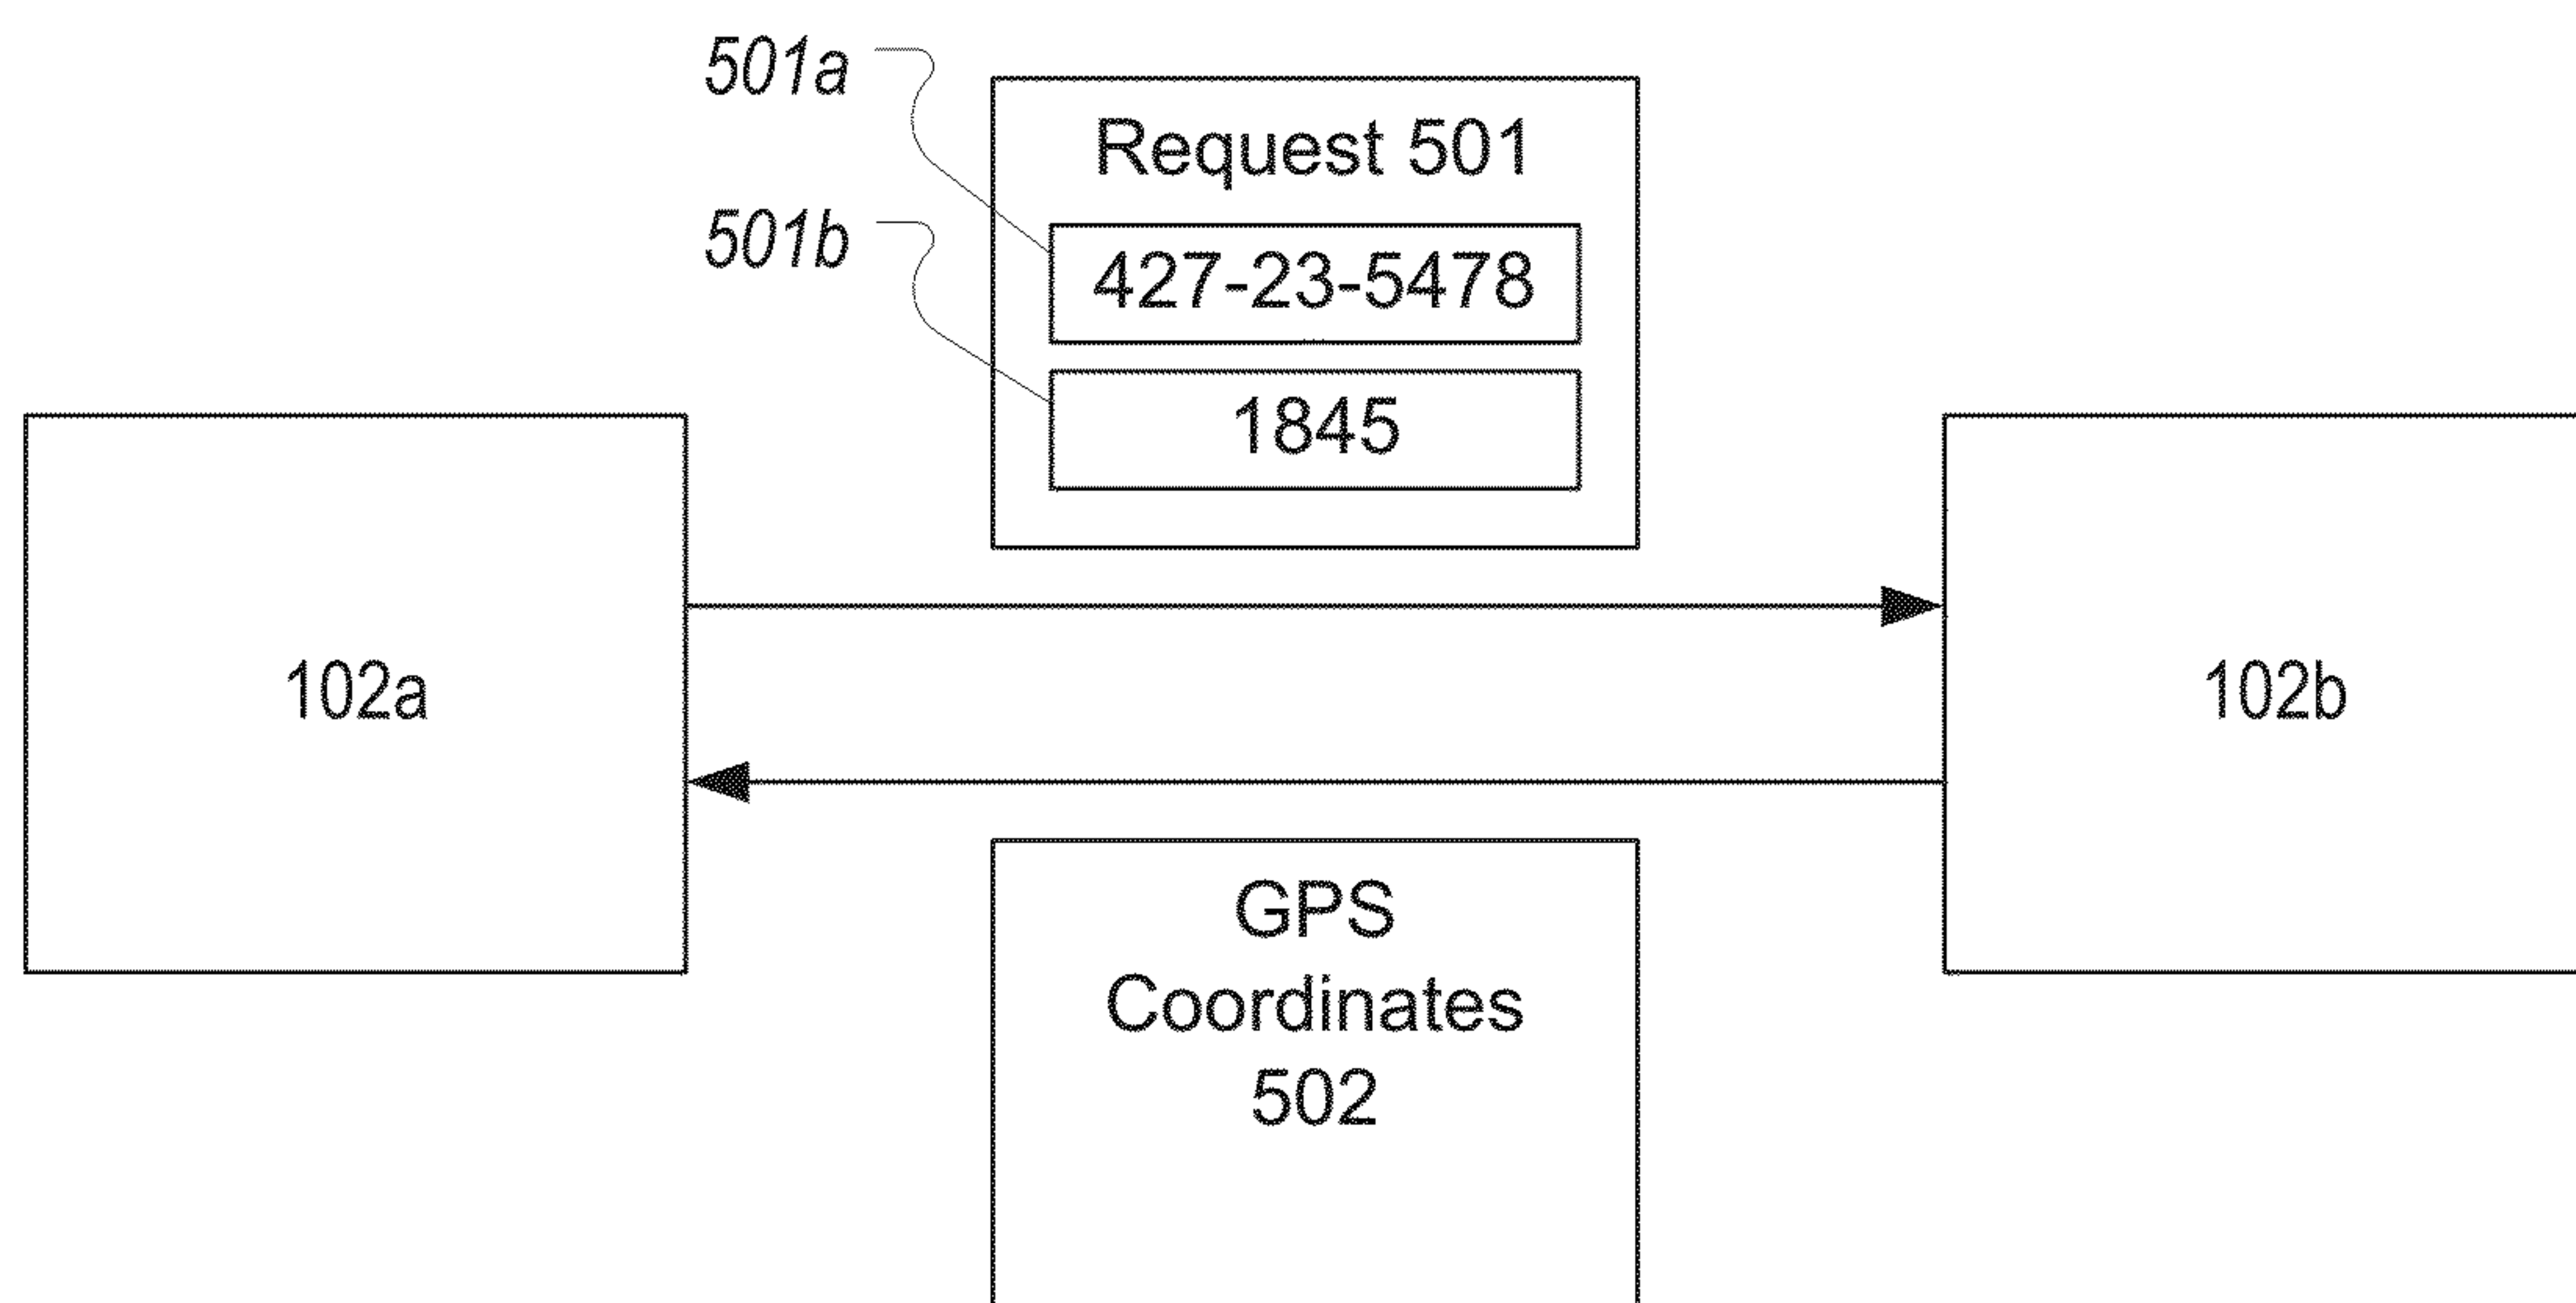 501a
Request 501
501b
427-23-5478
1845
102a
102b
GPS
Coordinates
502